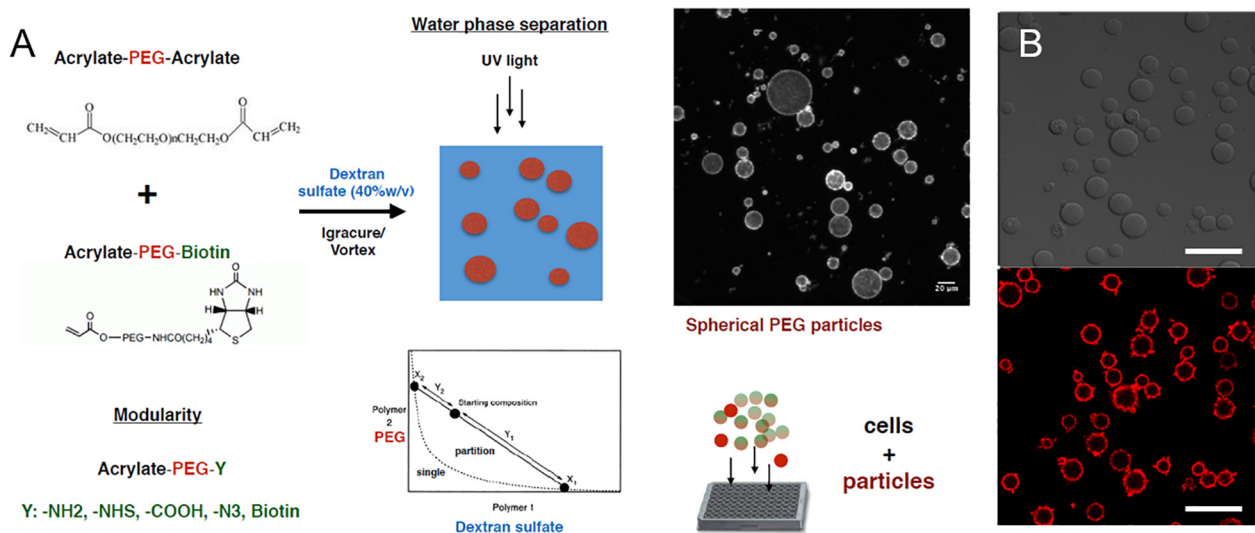 A
Acrylate-PEG-Acrylate
O
O
CH₂
CH
O(CH₂CH₂O)nCH₂CH₂O
CH
CH₂
+
Acrylate-PEG-Biotin
O
HN
NH
H
H
O
O—PEG-NHCO(CH₂)₄
S
Modularity
Acrylate-PEG-Y
Y: -NH2, -NHS, -COOH, -N3, Biotin
Dextran
sulfate (40%w/v)
Igracure/
Vortex
Water phase separation
UV light
X₂
Y₂
Starting composition
Polymer
2
PEG
Y₁
partition
single
X₁
Polymer 1
Dextran sulfate
20 µm
Spherical PEG particles
cells
+
particles
B